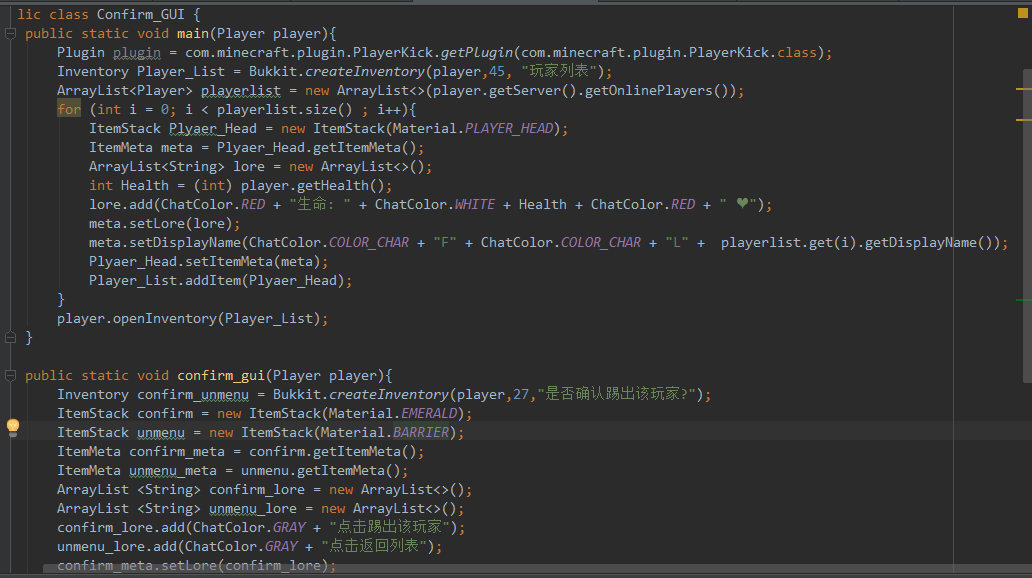 lic class Confirm_GUI {
public static void main(Player player){
Plugin plugin = com.minecraft.plugin.PlayerKick.getPlugin(com.minecraft.plugin.PlayerKick.class);
Inventory Player_List = Bukkit.createInventory(player,45, "玩家列表");
ArrayList<Player> playerlist = new ArrayList<>(player.getServer().getOnlinePlayers());
for (int i = 0; i < playerlist.size() ; i++){
ItemStack Plyaer_Head = new ItemStack(Material.PLAYER_HEAD);
ItemMeta meta = Plyaer_Head.getItemMeta();
ArrayList<String> lore = new ArrayList<>();
int Health = (int) player.getHealth();
lore.add(ChatColor.RED + "生命: " + ChatColor.WHITE + Health + ChatColor.RED + " ❤");
meta.setLore(lore);
meta.setDisplayName(ChatColor.COLOR_CHAR + "F" + ChatColor.COLOR_CHAR + "L" +  playerlist.get(i).getDisplayName());
Plyaer_Head.setItemMeta(meta);
Player_List.addItem(Plyaer_Head);
}
player.openInventory(Player_List);
}
public static void confirm_gui(Player player){
Inventory confirm_unmenu = Bukkit.createInventory(player,27,"是否确认踢出该玩家?");
ItemStack confirm = new ItemStack(Material.EMERALD);
ItemStack unmenu = new ItemStack(Material.BARRIER);
ItemMeta confirm_meta = confirm.getItemMeta();
ItemMeta unmenu_meta = unmenu.getItemMeta();
ArrayList <String> confirm_lore = new ArrayList<>();
ArrayList <String> unmenu_lore = new ArrayList<>();
confirm_lore.add(ChatColor.GRAY + "点击踢出该玩家");
unmenu_lore.add(ChatColor.GRAY + "点击返回列表");
confirm_meta.setLore(confirm_lore);